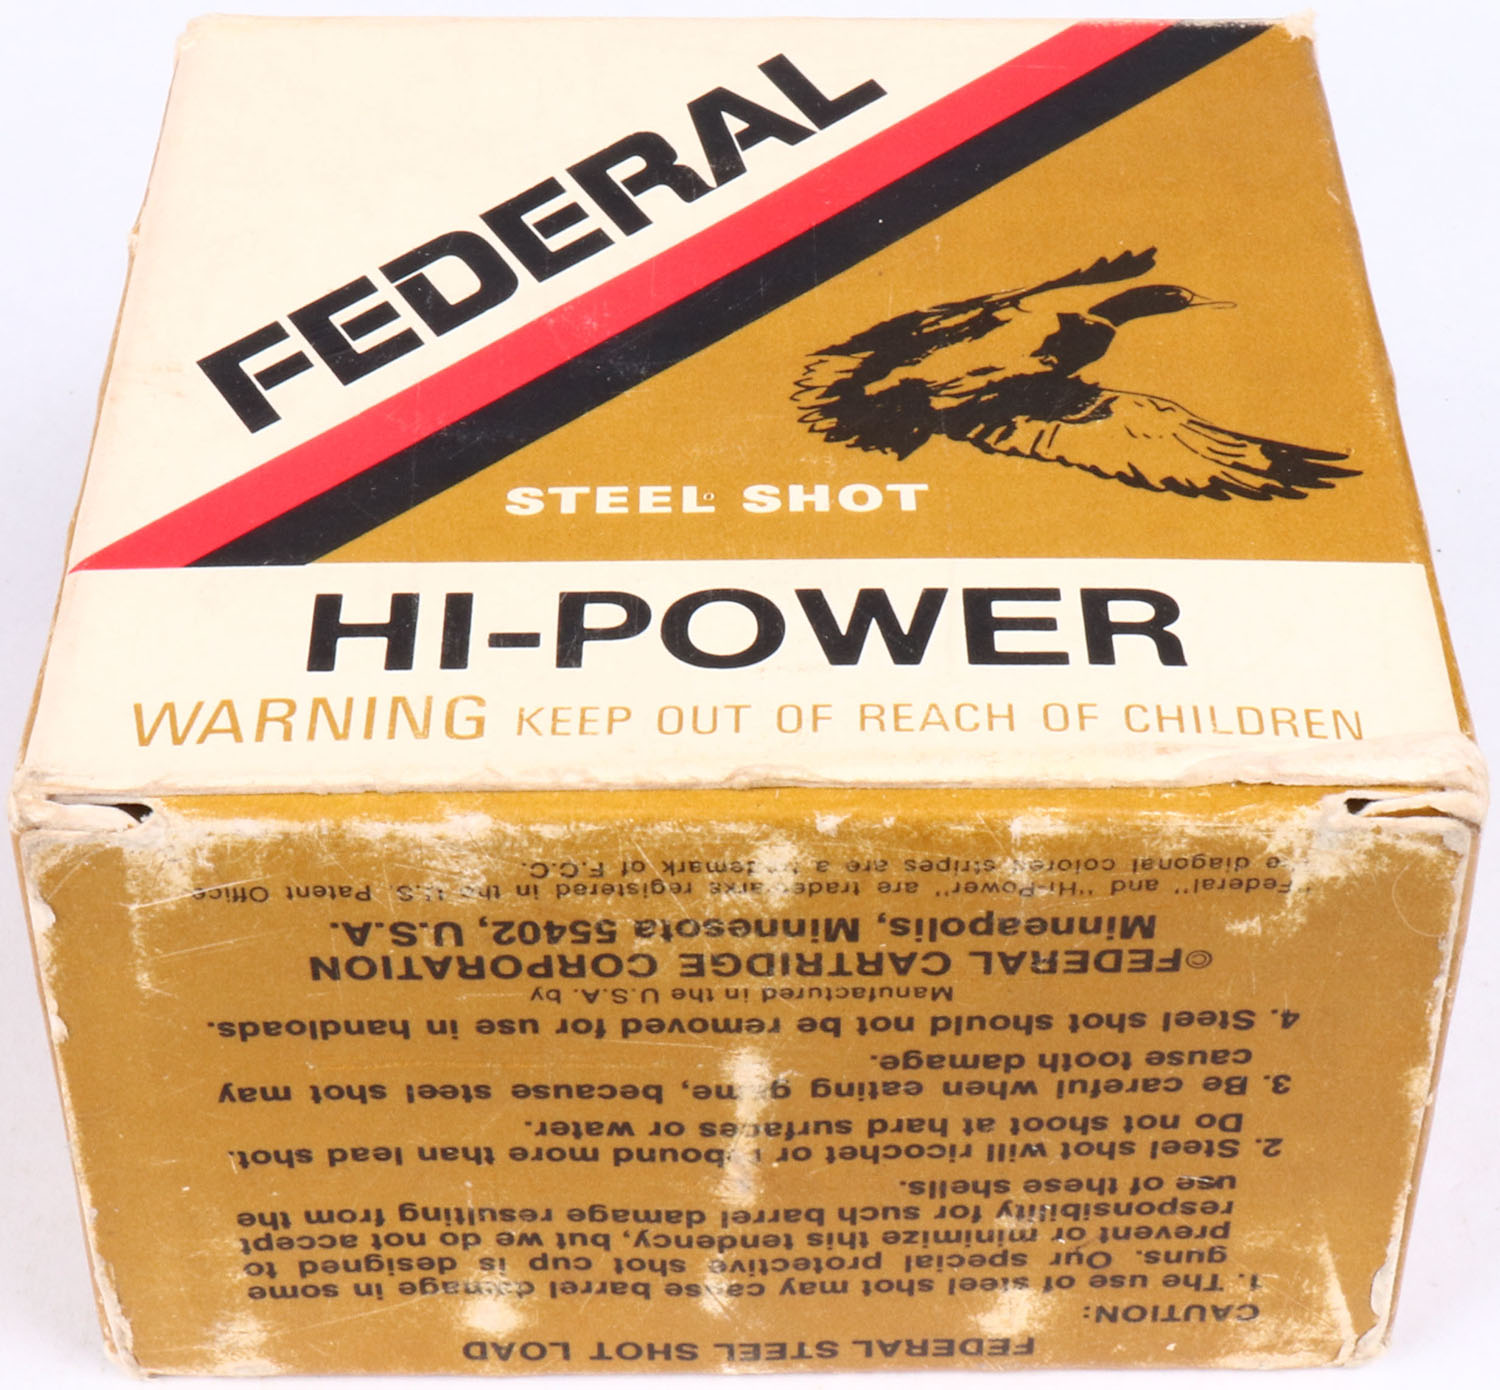 FEDERAL
STEEL SHOT
HI-POWER
WARNING KEEP OUT OF REACH OF CHILDREN
FEDERAL STEEL SHOT LOAD
CAUTION:
1. The use of steel shot may cause barrel damage in some
guns. Our special protective shot cup is designed to
prevent or minimize this tendency, but we do not accept
responsibility for such barrel damage resulting from the
use of these shells.
2. Steel shot will ricochet or rebound more than lead shot.
Do not shoot at hard surfaces or water.
3. Be careful when eating game, because steel shot may
cause tooth damage.
4. Steel shot should not be removed for use in handloads.
Manufactured in the U.S.A. by
©FEDERAL CARTRIDGE CORPORATION
Minneapolis, Minnesota 55402, U.S.A.
"Federal" and "Hi-Power" are trademarks registered in the U.S. Patent Office
The diagonal colored stripes are a trademark of F.C.C.